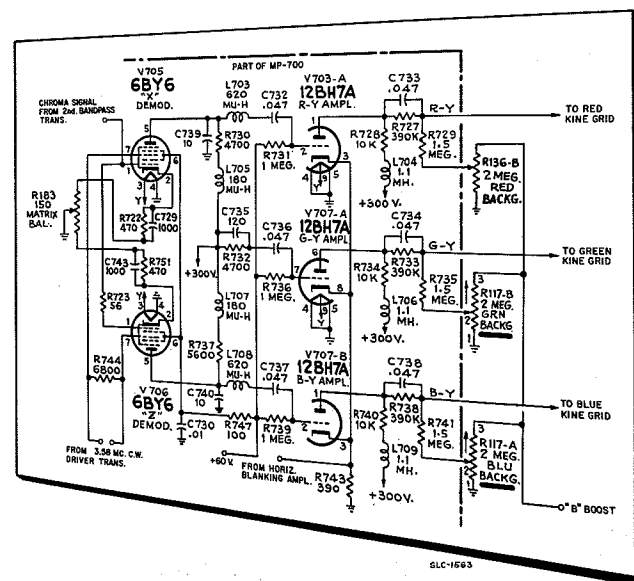 PART OF MP-700
V705
6BY6
"X"
DEMOD.
CHROMA SIGNAL
FROM 2nd. BANDPASS
TRANS.
L703
620
MU-H
C732
.047
V703-A
12BH7A
R-Y AMPL.
C733
.047
R-Y
TO RED
KINE GRID
C739
10
R730
4700
R731
1 MEG.
R728
10K
R727
390K
R729
1.5
MEG.
L704
1.1
MH.
+300V.
R136-B
2 MEG.
RED
BACKG.
L705
180
MU-H
R183
150
MATRIX
BAL.
R722
470
C729
1000
C735
120
C736
.047
V707-A
12BH7A
G-Y AMPL.
C734
.047
G-Y
TO GREEN
KINE GRID
C743
1000
R751
470
+300V.
R732
4700
R736
1 MEG.
R734
10K
R733
390K
R735
1.5
MEG.
L706
1.1
MH.
+300V.
R117-B
2 MEG.
GRN
BACKG.
R723
56
L707
180
MU-H
R737
5600
L708
620
MU-H
C737
.047
V707-B
12BH7A
B-Y AMPL.
C738
.047
B-Y
TO BLUE
KINE GRID
R744
6800
V706
6BY6
"Z"
DEMOD.
C740
10
C730
.01
R747
100
R739
1 MEG.
R740
10K
R738
390K
R741
1.5
MEG.
L709
1.1
MH.
+300V.
R117-A
2 MEG.
BLU
BACKG.
FROM 3.58 MC. C.W.
DRIVER TRANS.
+60V.
FROM HORIZ.
BLANKING AMPL.
R743
390
"B" BOOST
SLC-1563